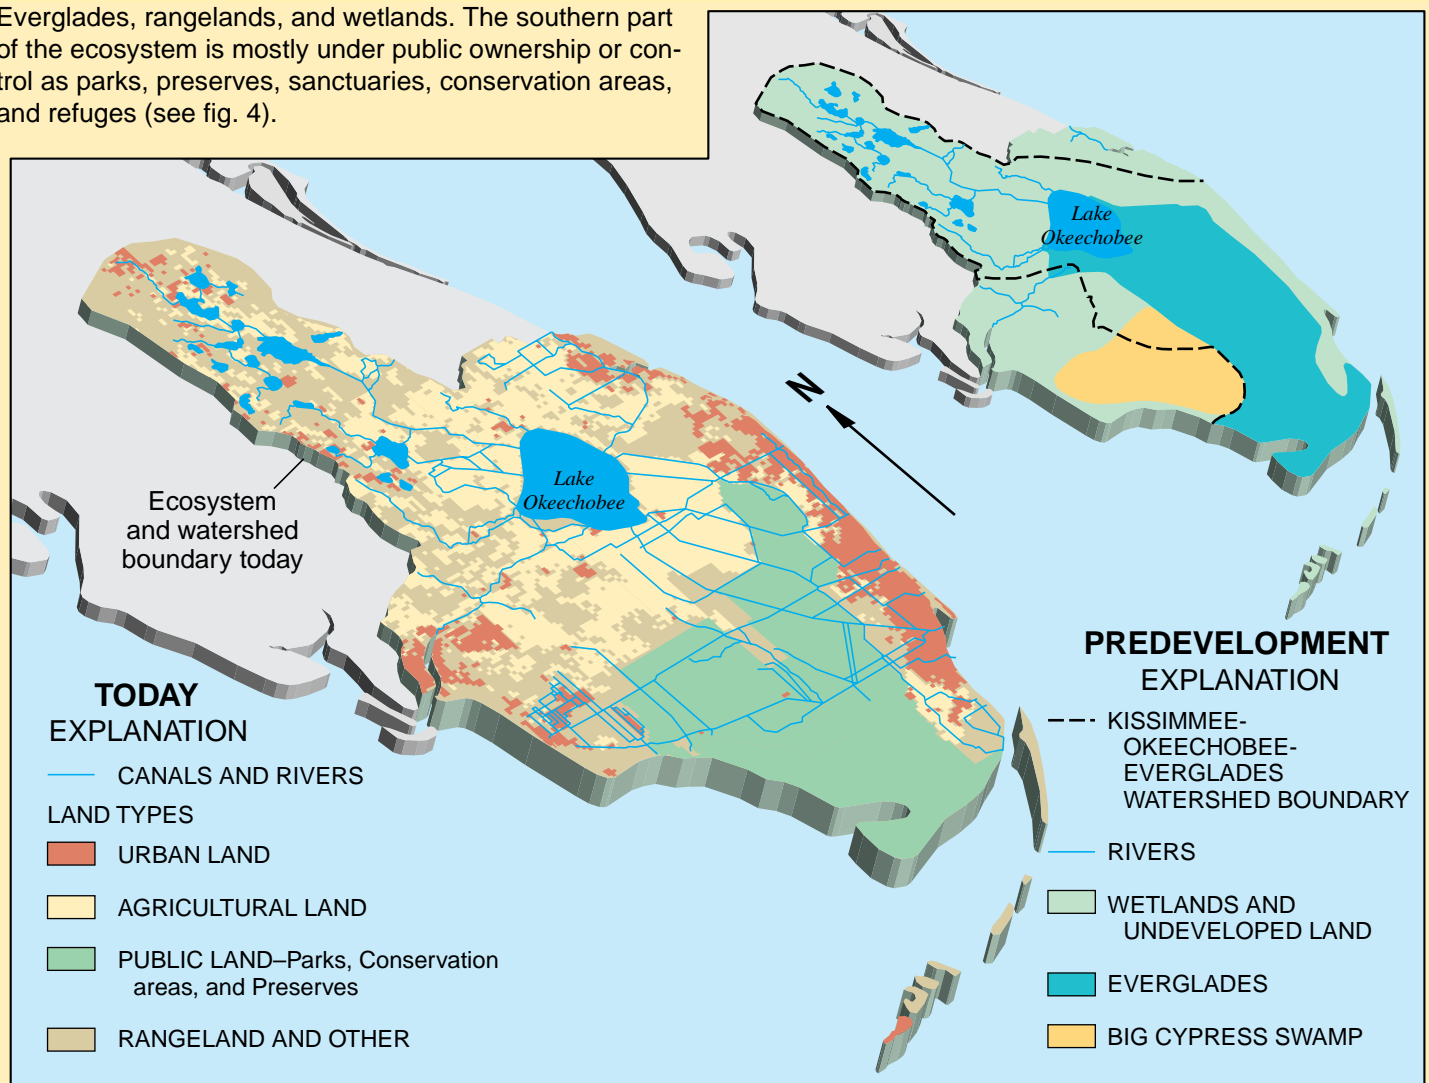 Everglades, rangelands, and wetlands. The southern part
of the ecosystem is mostly under public ownership or con-
trol as parks, preserves, sanctuaries, conservation areas,
and refuges (see fig. 4).
Lake
Okeechobee
N
Lake
Okeechobee
Ecosystem
and watershed
boundary today
TODAY
EXPLANATION
CANALS AND RIVERS
LAND TYPES
URBAN LAND
AGRICULTURAL LAND
PUBLIC LAND–Parks, Conservation
areas, and Preserves
RANGELAND AND OTHER
PREDEVELOPMENT
EXPLANATION
KISSIMMEE-
OKEECHOBEE-
EVERGLADES
WATERSHED BOUNDARY
RIVERS
WETLANDS AND
UNDEVELOPED LAND
EVERGLADES
BIG CYPRESS SWAMP